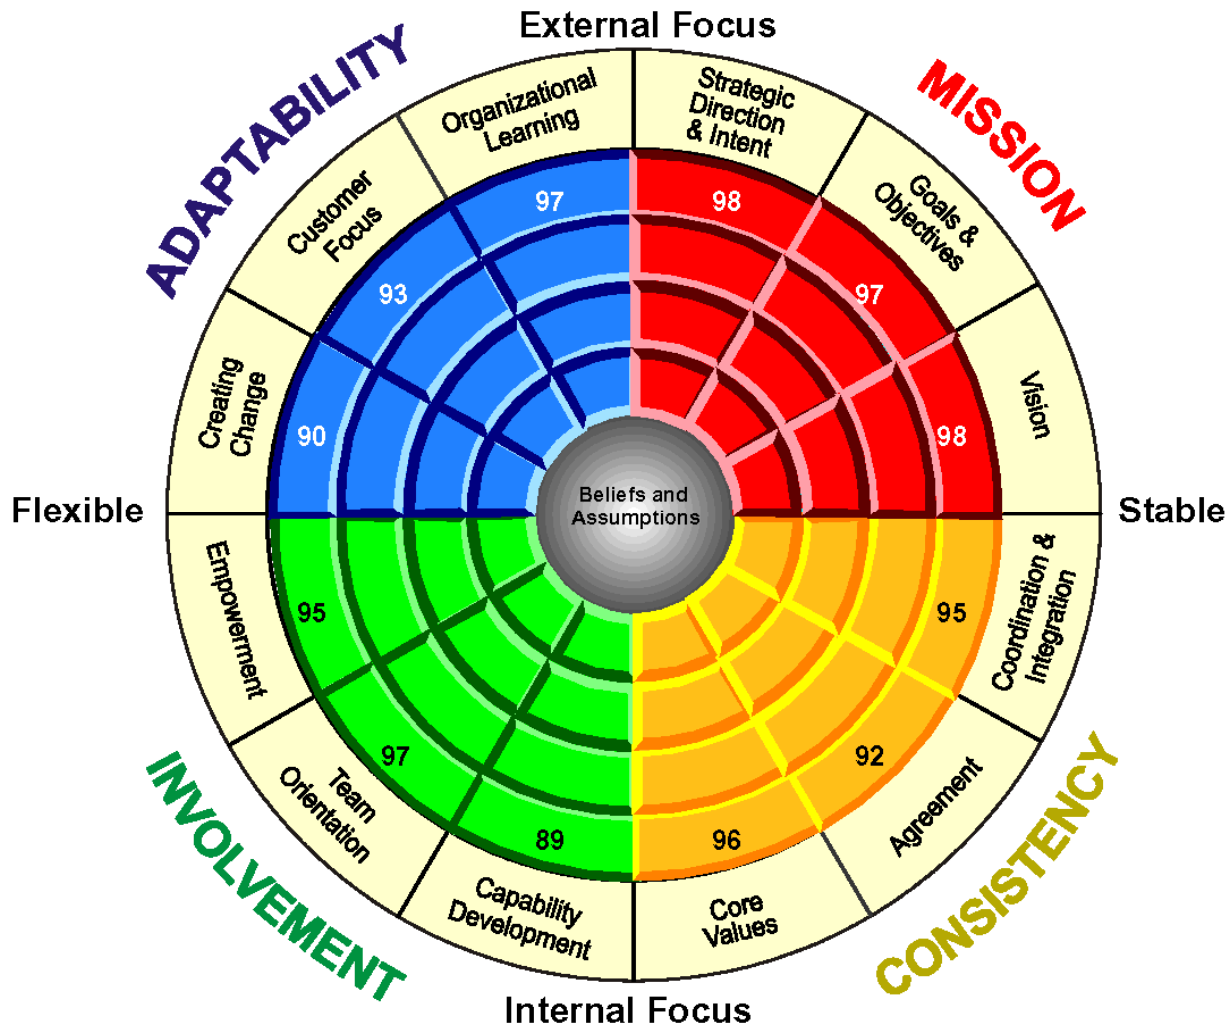 External Focus
ADAPTABILITY
MISSION
Organizational
Learning
Strategic
Direction
& Intent
Customer
Focus
Goals &
Objectives
Creating
Change
Vision
97
98
93
97
90
98
Flexible
Beliefs and
Assumptions
Stable
Empowerment
Coordination &
Integration
95
95
97
92
89
96
Team
Orientation
Agreement
Capability
Development
Core
Values
INVOLVEMENT
CONSISTENCY
Internal Focus